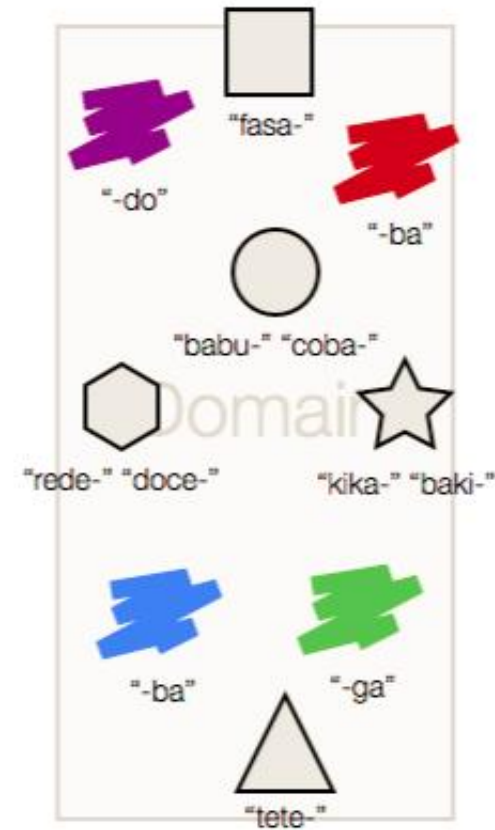 “fasa-”
“-do”
“-ba”
“babu-” “coba-”
Domain
“rede-” “doce-”
“kika-” “baki-”
“-ba”
“-ga”
“tete-”